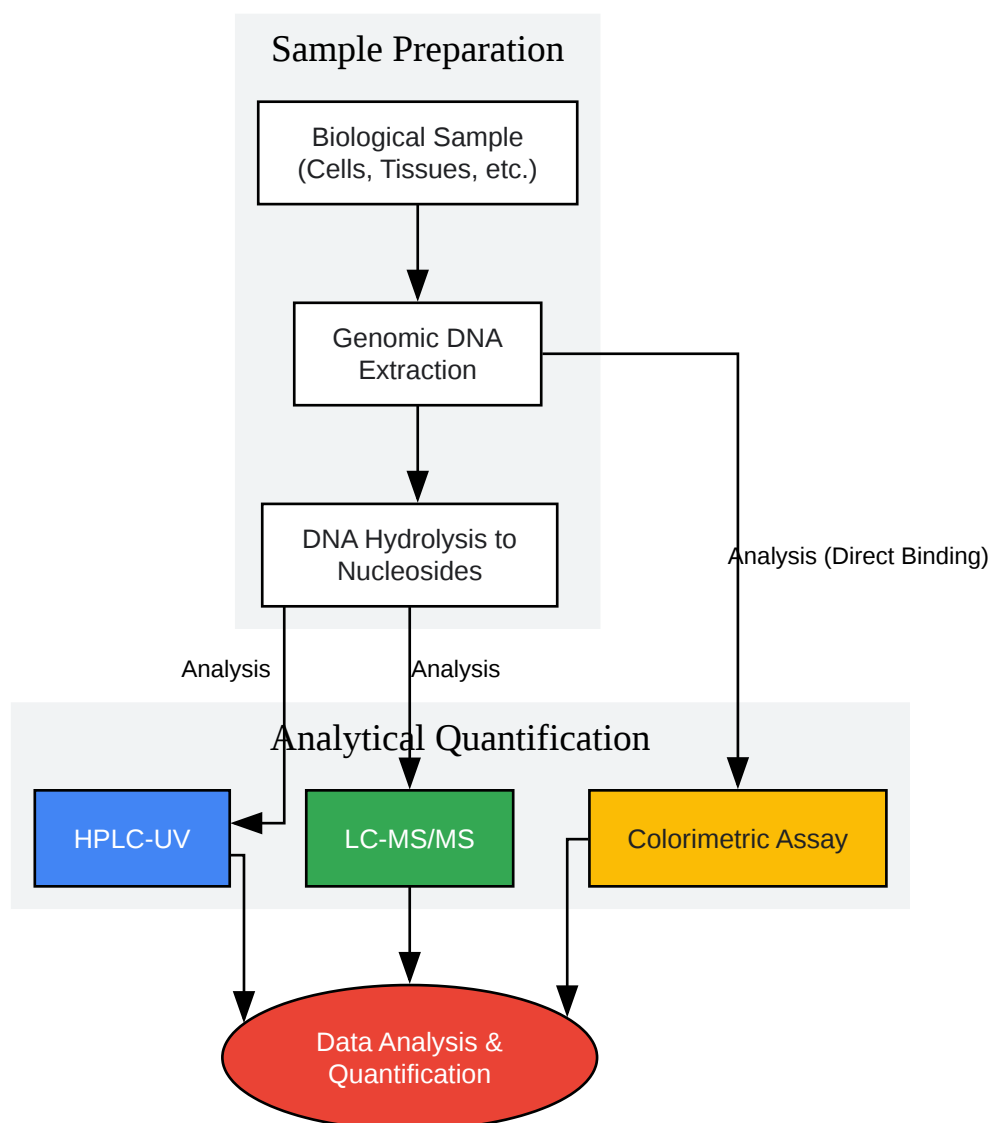 Sample Preparation
Biological Sample
(Cells, Tissues, etc.)
Genomic DNA
Extraction
DNA Hydrolysis to
Nucleosides
Analysis (Direct Binding)
Analysis
Analysis
Analytical Quantification
HPLC-UV
LC-MS/MS
Colorimetric Assay
Data Analysis &
Quantification